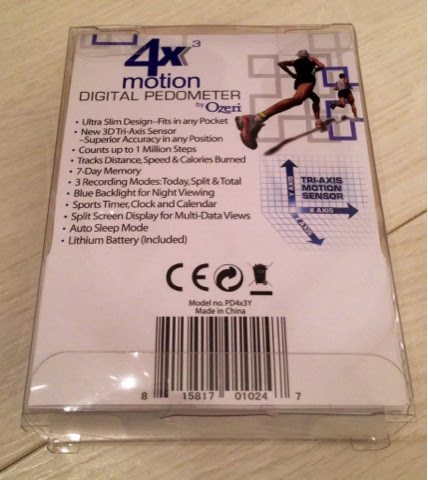 4x3
motion
DIGITAL PEDOMETER
by Ozeri
• Ultra Slim Design-Fits in any Pocket
• New 3D Tri-Axis Sensor
-Superior Accuracy in any Position
• Counts up to 1 Million Steps
• Tracks Distance, Speed & Calories Burned
• 7-Day Memory
• 3 Recording Modes: Today, Split & Total
• Blue Backlight for Night Viewing
• Sports Timer, Clock and Calendar
• Split Screen Display for Multi-Data Views
• Auto Sleep Mode
• Lithium Battery (Included)
TRI-AXIS
MOTION
SENSOR
Y AXIS
X AXIS
Z AXIS
CE
Model no. PD4x3Y
Made in China
8 15817 01024 7